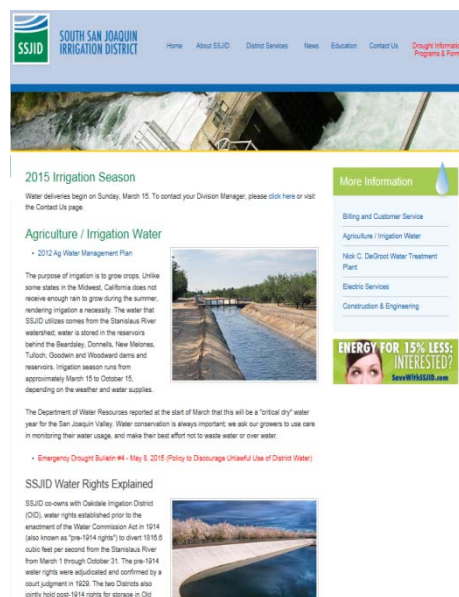 SSJID
SOUTH SAN JOAQUIN
IRRIGATION DISTRICT
Home About SSJID District Services News Education Contact Us Drought Informatio
Programs & Form
2015 Irrigation Season
Water deliveries begin on Sunday, March 15. To contact your Division Manager, please click here or visit
the Contact Us page.
Agriculture / Irrigation Water
• 2012 Ag Water Management Plan
The purpose of irrigation is to grow crops. Unlike
some states in the Midwest, California does not
receive enough rain to grow during the summer,
rendering irrigation a necessity. The water that
SSJID utilizes comes from the Stanislaus River
watershed; water is stored in the reservoirs
behind the Beardsley, Donnells, New Melones,
Tulloch, Goodwin and Woodward dams and
reservoirs. Irrigation season runs from
approximately March 15 to October 15,
depending on the weather and water supplies.
The Department of Water Resources reported at the start of March that this will be a "critical dry" water
year for the San Joaquin Valley. Water conservation is always important; we ask our growers to use care
in monitoring their water usage, and make their best effort not to waste water or over water.
• Emergency Drought Bulletin #4 - May 8, 2015 (Policy to Discourage Unlawful Use of District Water)
SSJID Water Rights Explained
SSJID co-owns with Oakdale Irrigation District
(OID), water rights established prior to the
enactment of the Water Commission Act in 1914
(also known as "pre-1914 rights") to divert 1816.6
cubic feet per second from the Stanislaus River
from March 1 through October 31. The pre-1914
water rights were adjudicated and confirmed by a
court judgment in 1929. The two Districts also
jointly hold post-1914 rights for storage in Old
More Information
Billing and Customer Service
Agriculture / Irrigation Water
Nick C. DeGroot Water Treatment
Plant
Electric Services
Construction & Engineering
ENERGY FOR 15% LESS:
INTERESTED?
SaveWithSSJID.com